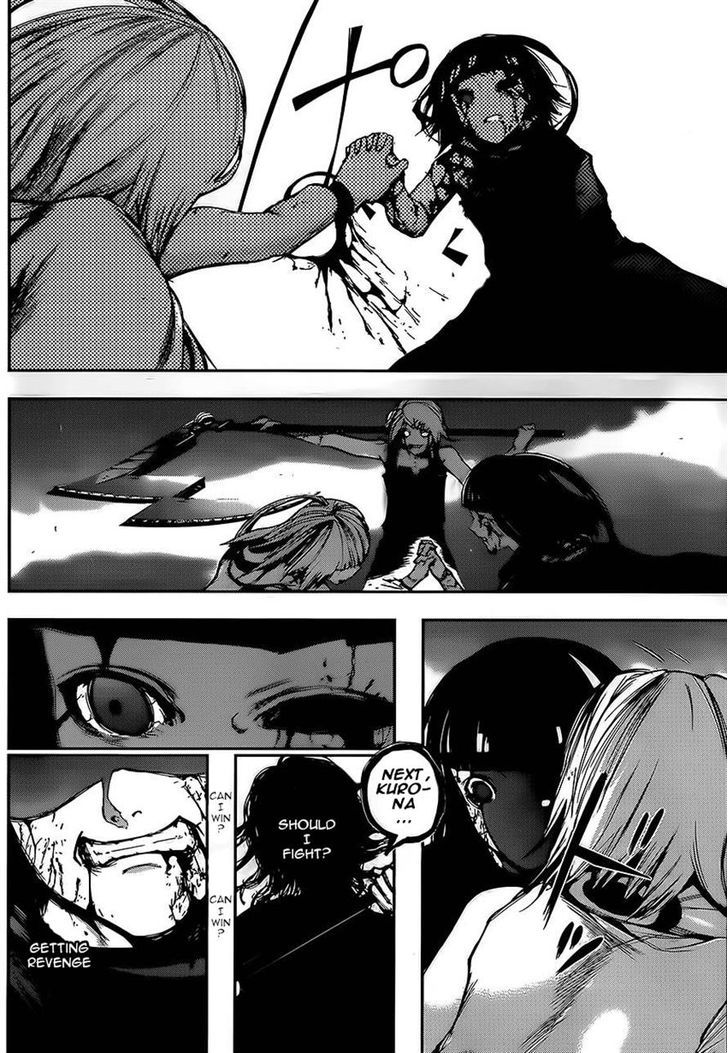 NEXT,
KURO-
NA
...
SHOULD
I
FIGHT?
CAN
I
WIN?
CAN
I
WIN?
GETTING
REVENGE